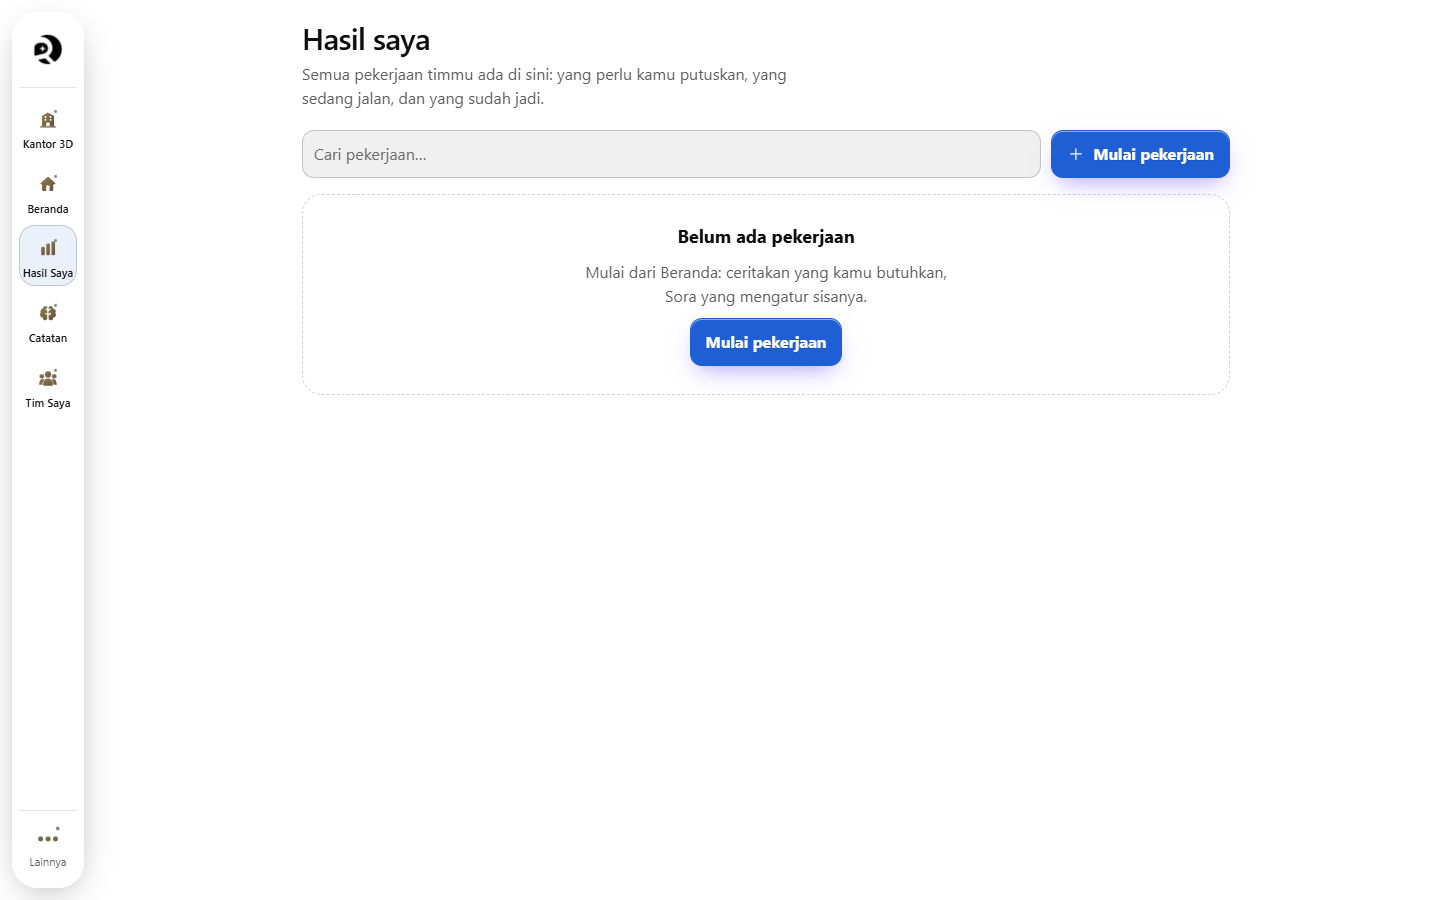 Hasil saya
Semua pekerjaan timmu ada di sini: yang perlu kamu putuskan, yang
sedang jalan, dan yang sudah jadi.
Cari pekerjaan...
+ Mulai pekerjaan
Belum ada pekerjaan
Mulai dari Beranda: ceritakan yang kamu butuhkan,
Sora yang mengatur sisanya.
Mulai pekerjaan
Kantor 3D
Beranda
Hasil Saya
Catatan
Tim Saya
Lainnya